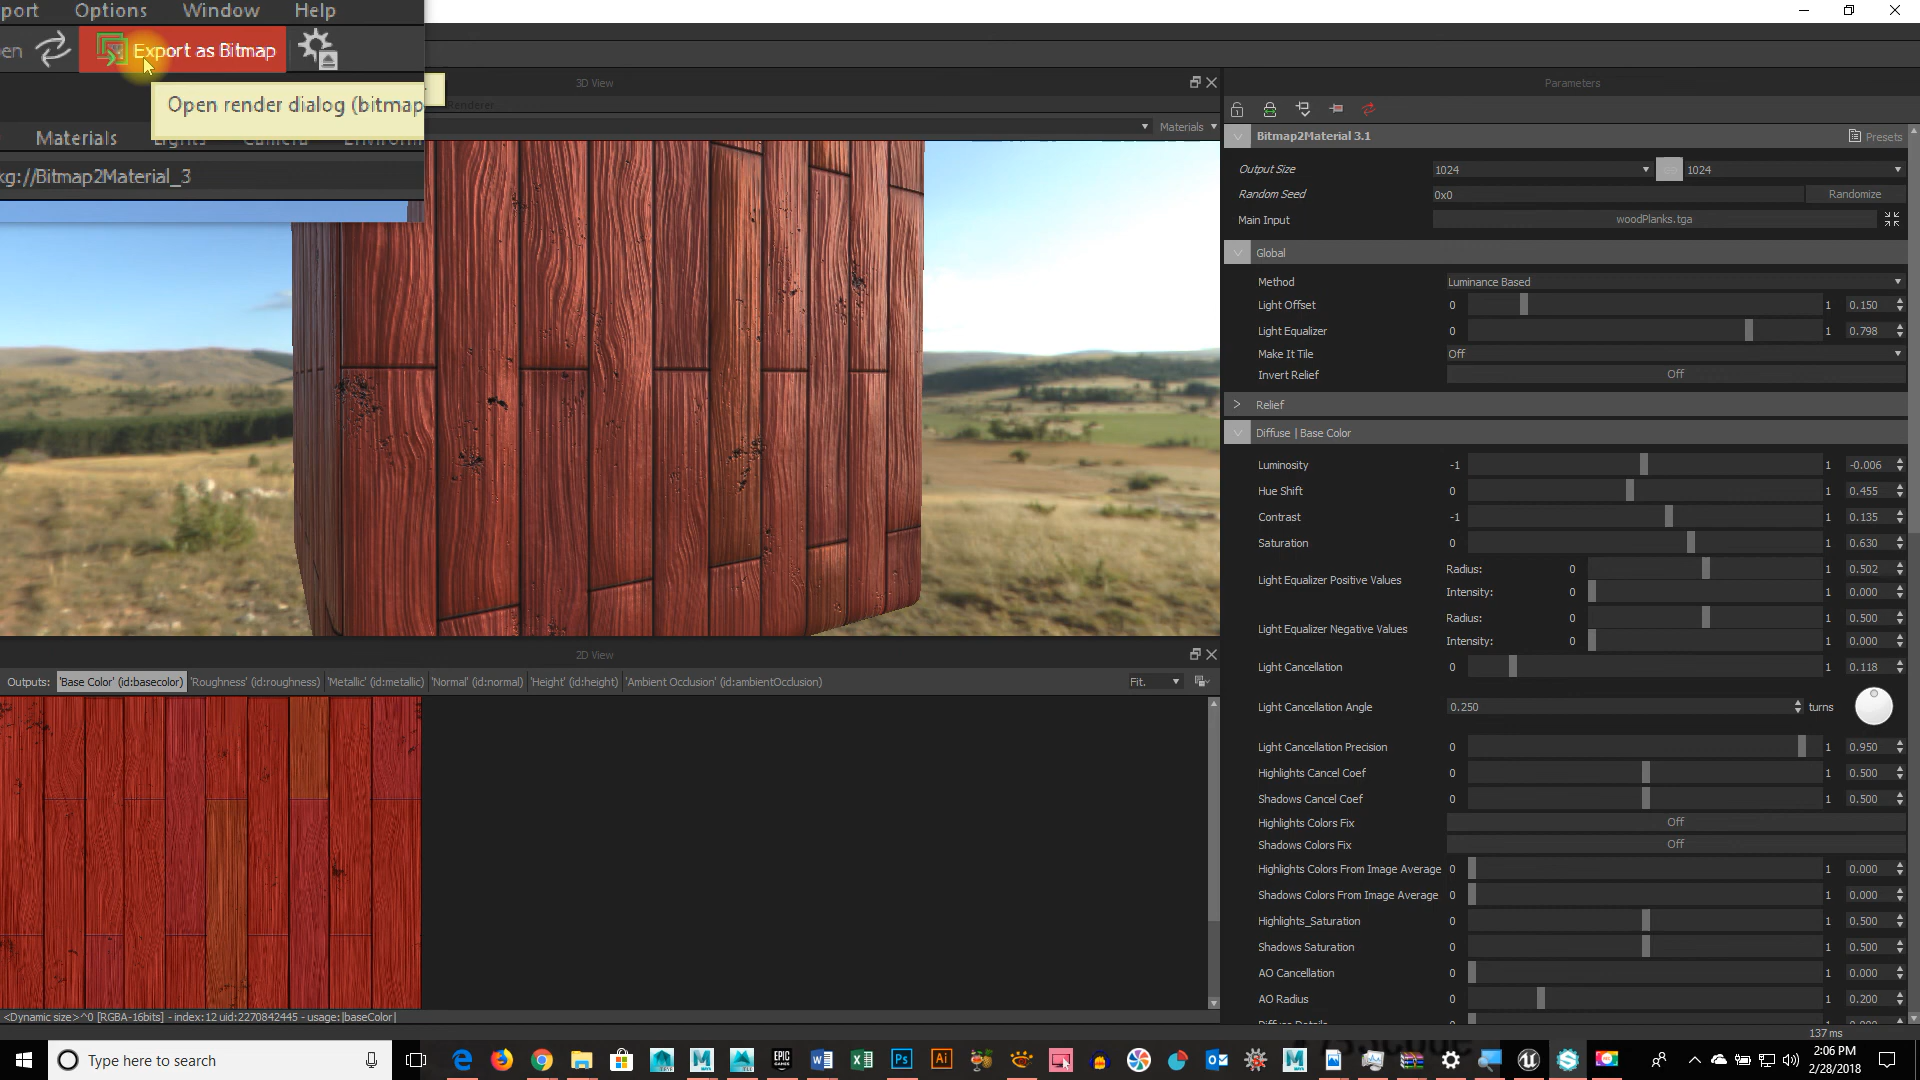 port Options Window Help
en Export as Bitmap
Open render dialog (bitmap
Materials Lights Camera Environ
kg://Bitmap2Material_3
3D View
Renderer
Materials
Parameters
Bitmap2Material 3.1 Presets
Output Size 1024 1024
Random Seed 0x0 Randomize
Main Input woodPlanks.tga
Global
Method Luminance Based
Light Offset 0 1 0.150
Light Equalizer 0 1 0.798
Make It Tile Off
Invert Relief Off
Relief
Diffuse | Base Color
Luminosity -1 1 -0.006
Hue Shift 0 1 0.455
Contrast -1 1 0.135
Saturation 0 1 0.630
Light Equalizer Positive Values Radius: 0 1 0.502
Intensity: 0 1 0.000
Light Equalizer Negative Values Radius: 0 1 0.500
Intensity: 0 1 0.000
Light Cancellation 0 1 0.118
Light Cancellation Angle 0.250 turns
Light Cancellation Precision 0 1 0.950
Highlights Cancel Coef 0 1 0.500
Shadows Cancel Coef 0 1 0.500
Highlights Colors Fix Off
Shadows Colors Fix Off
Highlights Colors From Image Average 0 1 0.000
Shadows Colors From Image Average 0 1 0.000
Highlights_Saturation 0 1 0.500
Shadows Saturation 0 1 0.500
AO Cancellation 0 1 0.000
AO Radius 0 1 0.200
2D View
Outputs: 'Base Color' (id:basecolor) 'Roughness' (id:roughness) 'Metallic' (id:metallic) 'Normal' (id:normal) 'Height' (id:height) 'Ambient Occlusion' (id:ambientOcclusion) Fit.
<Dynamic size>^0 [RGBA-16bits] - index:12 uid:2270842445 - usage:|baseColor|
137 ms
Type here to search
EPIC GAMES
Ps
Ai
2:06 PM
2/28/2018